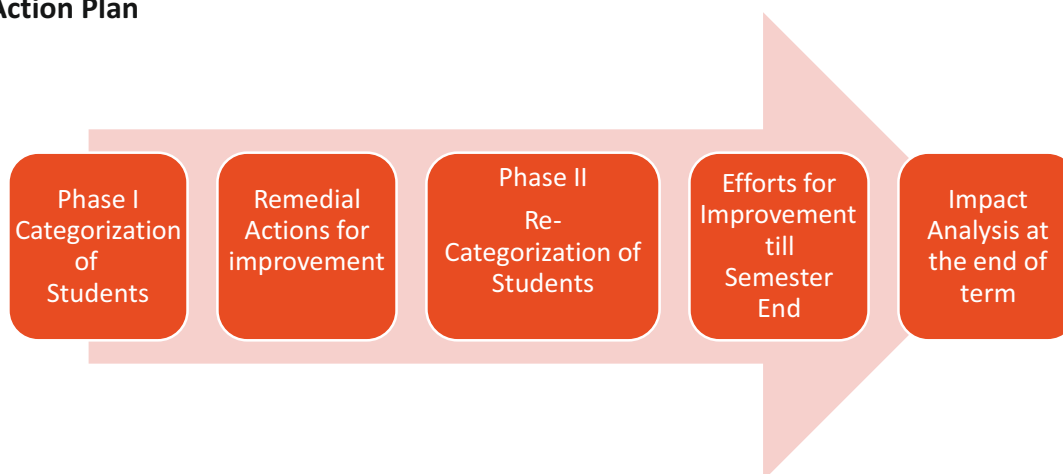 Action Plan
Phase I
Categorization
of
Students
Remedial
Actions for
improvement
Phase II
Re-
Categorization of
Students
Efforts for
Improvement
till
Semester
End
Impact
Analysis at
the end of
term